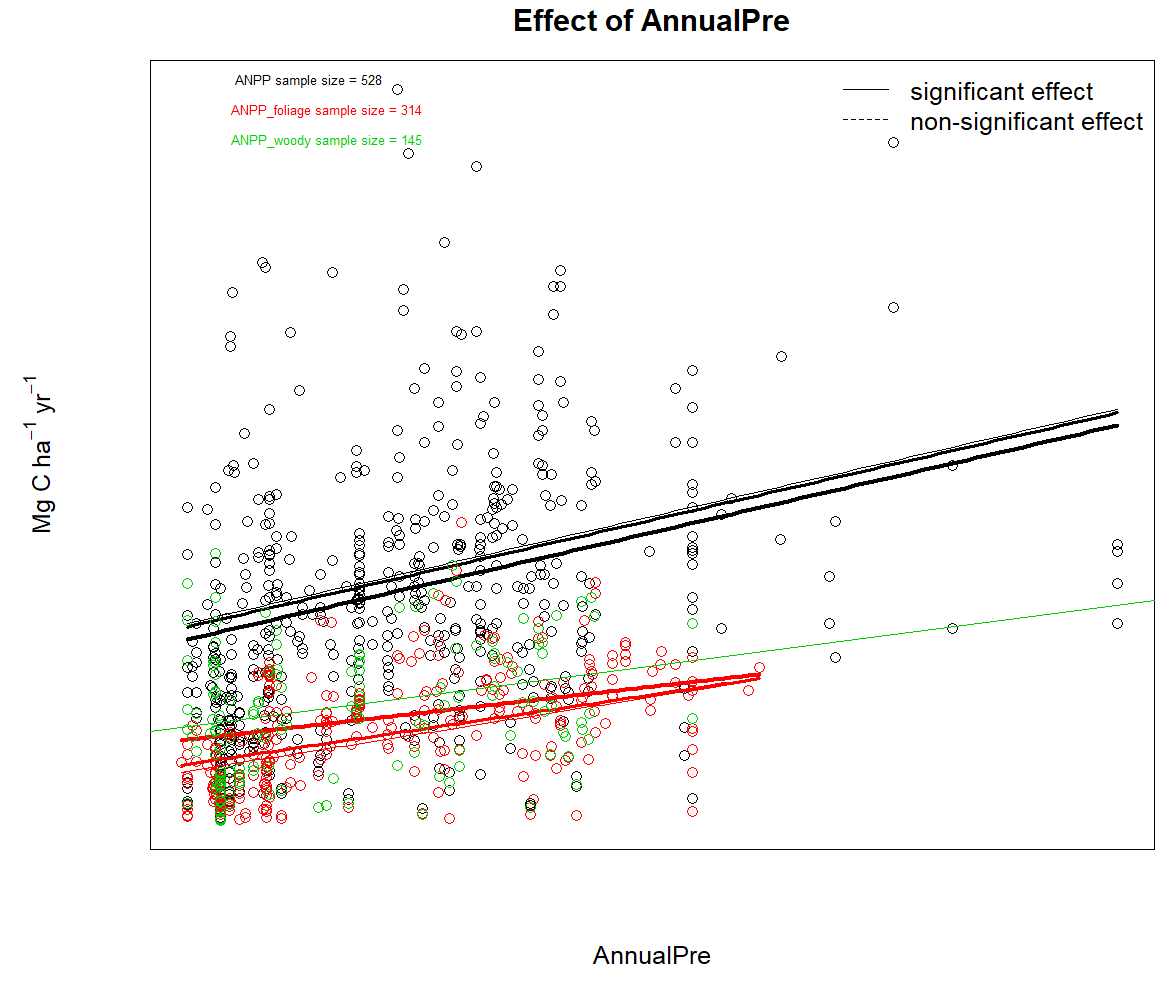 Effect of AnnualPre
ANPP sample size = 528
ANPP_foliage sample size = 314
ANPP_woody sample size = 145
significant effect
non-significant effect
Mg C ha⁻¹ yr⁻¹
AnnualPre